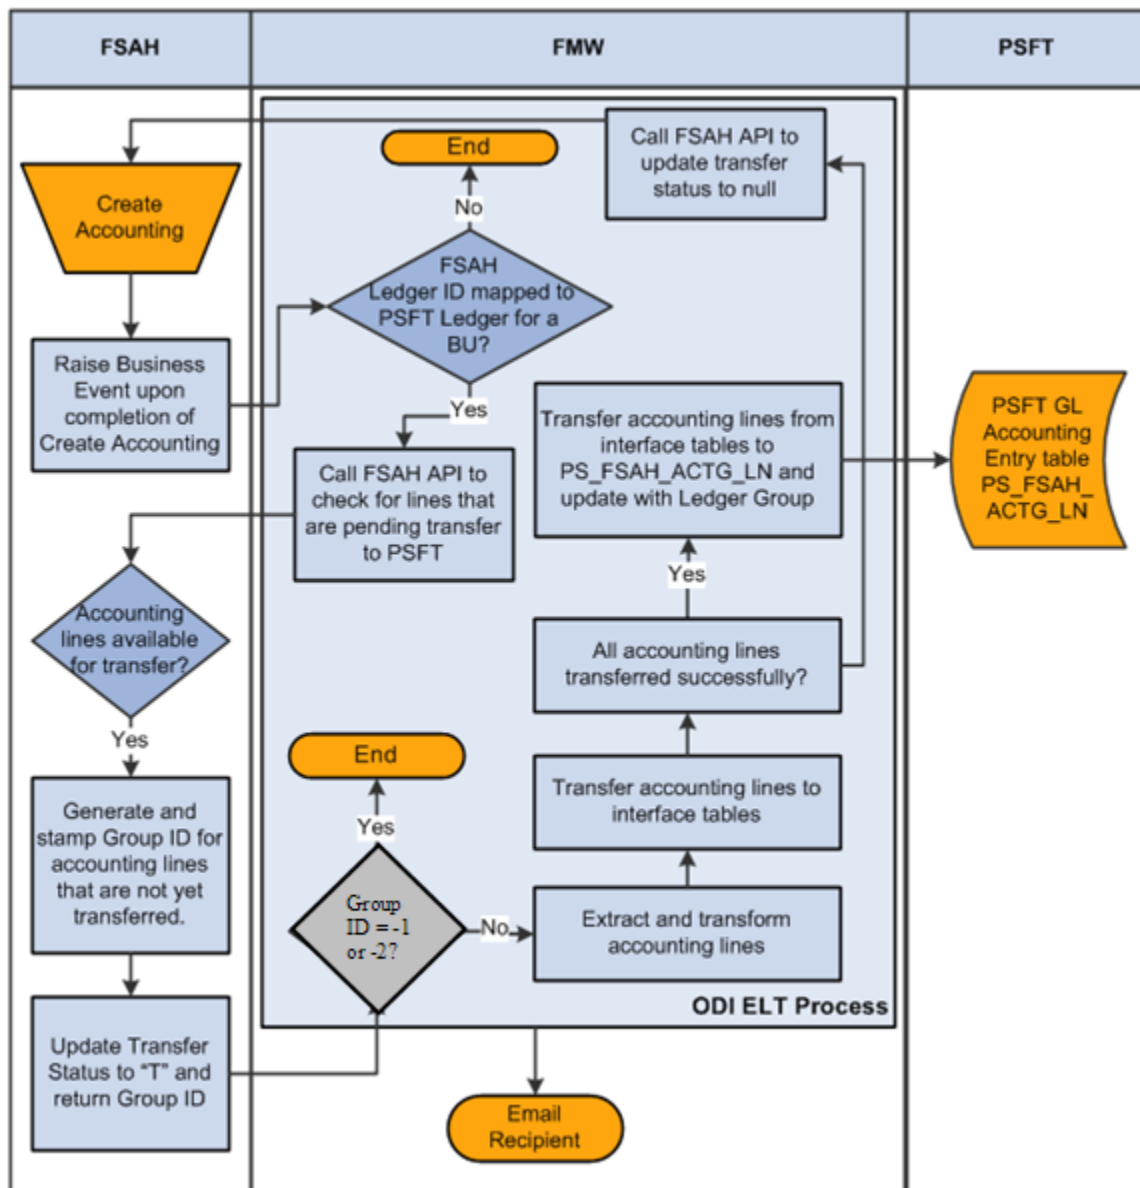 FSAH
FMW
PSFT
Create
Accounting
Raise Business
Event upon
completion of
Create Accounting
End
No
FSAH
Ledger ID mapped to
PSFT Ledger for a
BU?
Yes
Call FSAH API to
check for lines that
are pending transfer
to PSFT
Accounting
lines available
for transfer?
Yes
Generate and
stamp Group ID for
accounting lines
that are not yet
transferred.
Update Transfer
Status to “T” and
return Group ID
End
Yes
Group
ID = -1
or -2?
No
Extract and transform
accounting lines
Transfer accounting lines to
interface tables
All accounting lines
transferred successfully?
Yes
Transfer accounting lines from
interface tables to
PS_FSAH_ACTG_LN and
update with Ledger Group
Call FSAH API to
update transfer
status to null
PSFT GL
Accounting
Entry table
PS_FSAH_
ACTG_LN
ODI ELT Process
Email
Recipient